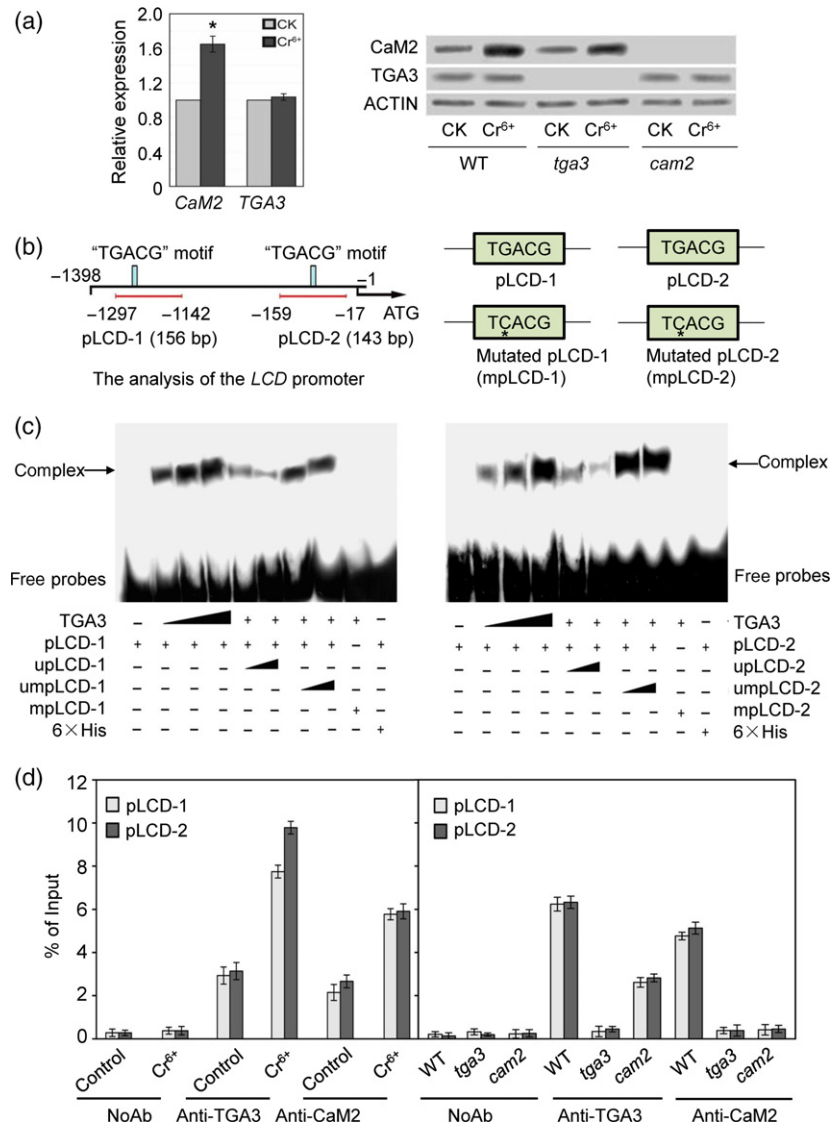 (a)
Relative expression
2.0
1.6
1.2
0.8
0.4
0
*
CK
Cr⁶⁺
CaM2 TGA3
CaM2
TGA3
ACTIN
CK Cr⁶⁺ CK Cr⁶⁺ CK Cr⁶⁺
WT tga3 cam2
(b)
"TGACG" motif "TGACG" motif
−1398 −1
−1297 −1142 −159 −17 ATG
pLCD-1 (156 bp) pLCD-2 (143 bp)
The analysis of the LCD promoter
TGACG TGACG
pLCD-1 pLCD-2
TCACG TCACG
* *
Mutated pLCD-1 Mutated pLCD-2
(mpLCD-1) (mpLCD-2)
(c)
Complex
Free probes
TGA3 – + + + + + –
pLCD-1 + + + + + + + + – +
upLCD-1 – – – – – – – –
umpLCD-1 – – – – – – – –
mpLCD-1 – – – – – – – – + –
6×His – – – – – – – – – +
Complex
Free probes
– + + + + + – TGA3
+ + + + + + + + – + pLCD-2
– – – – – – – – upLCD-2
– – – – – – – – umpLCD-2
– – – – – – – – + – mpLCD-2
– – – – – – – – – + 6×His
(d)
% of Input
12
10
8
6
4
2
0
pLCD-1
pLCD-2
pLCD-1
pLCD-2
Control Cr⁶⁺ Control Cr⁶⁺ Control Cr⁶⁺ WT tga3 cam2 WT tga3 cam2 WT tga3 cam2
NoAb Anti-TGA3 Anti-CaM2 NoAb Anti-TGA3 Anti-CaM2